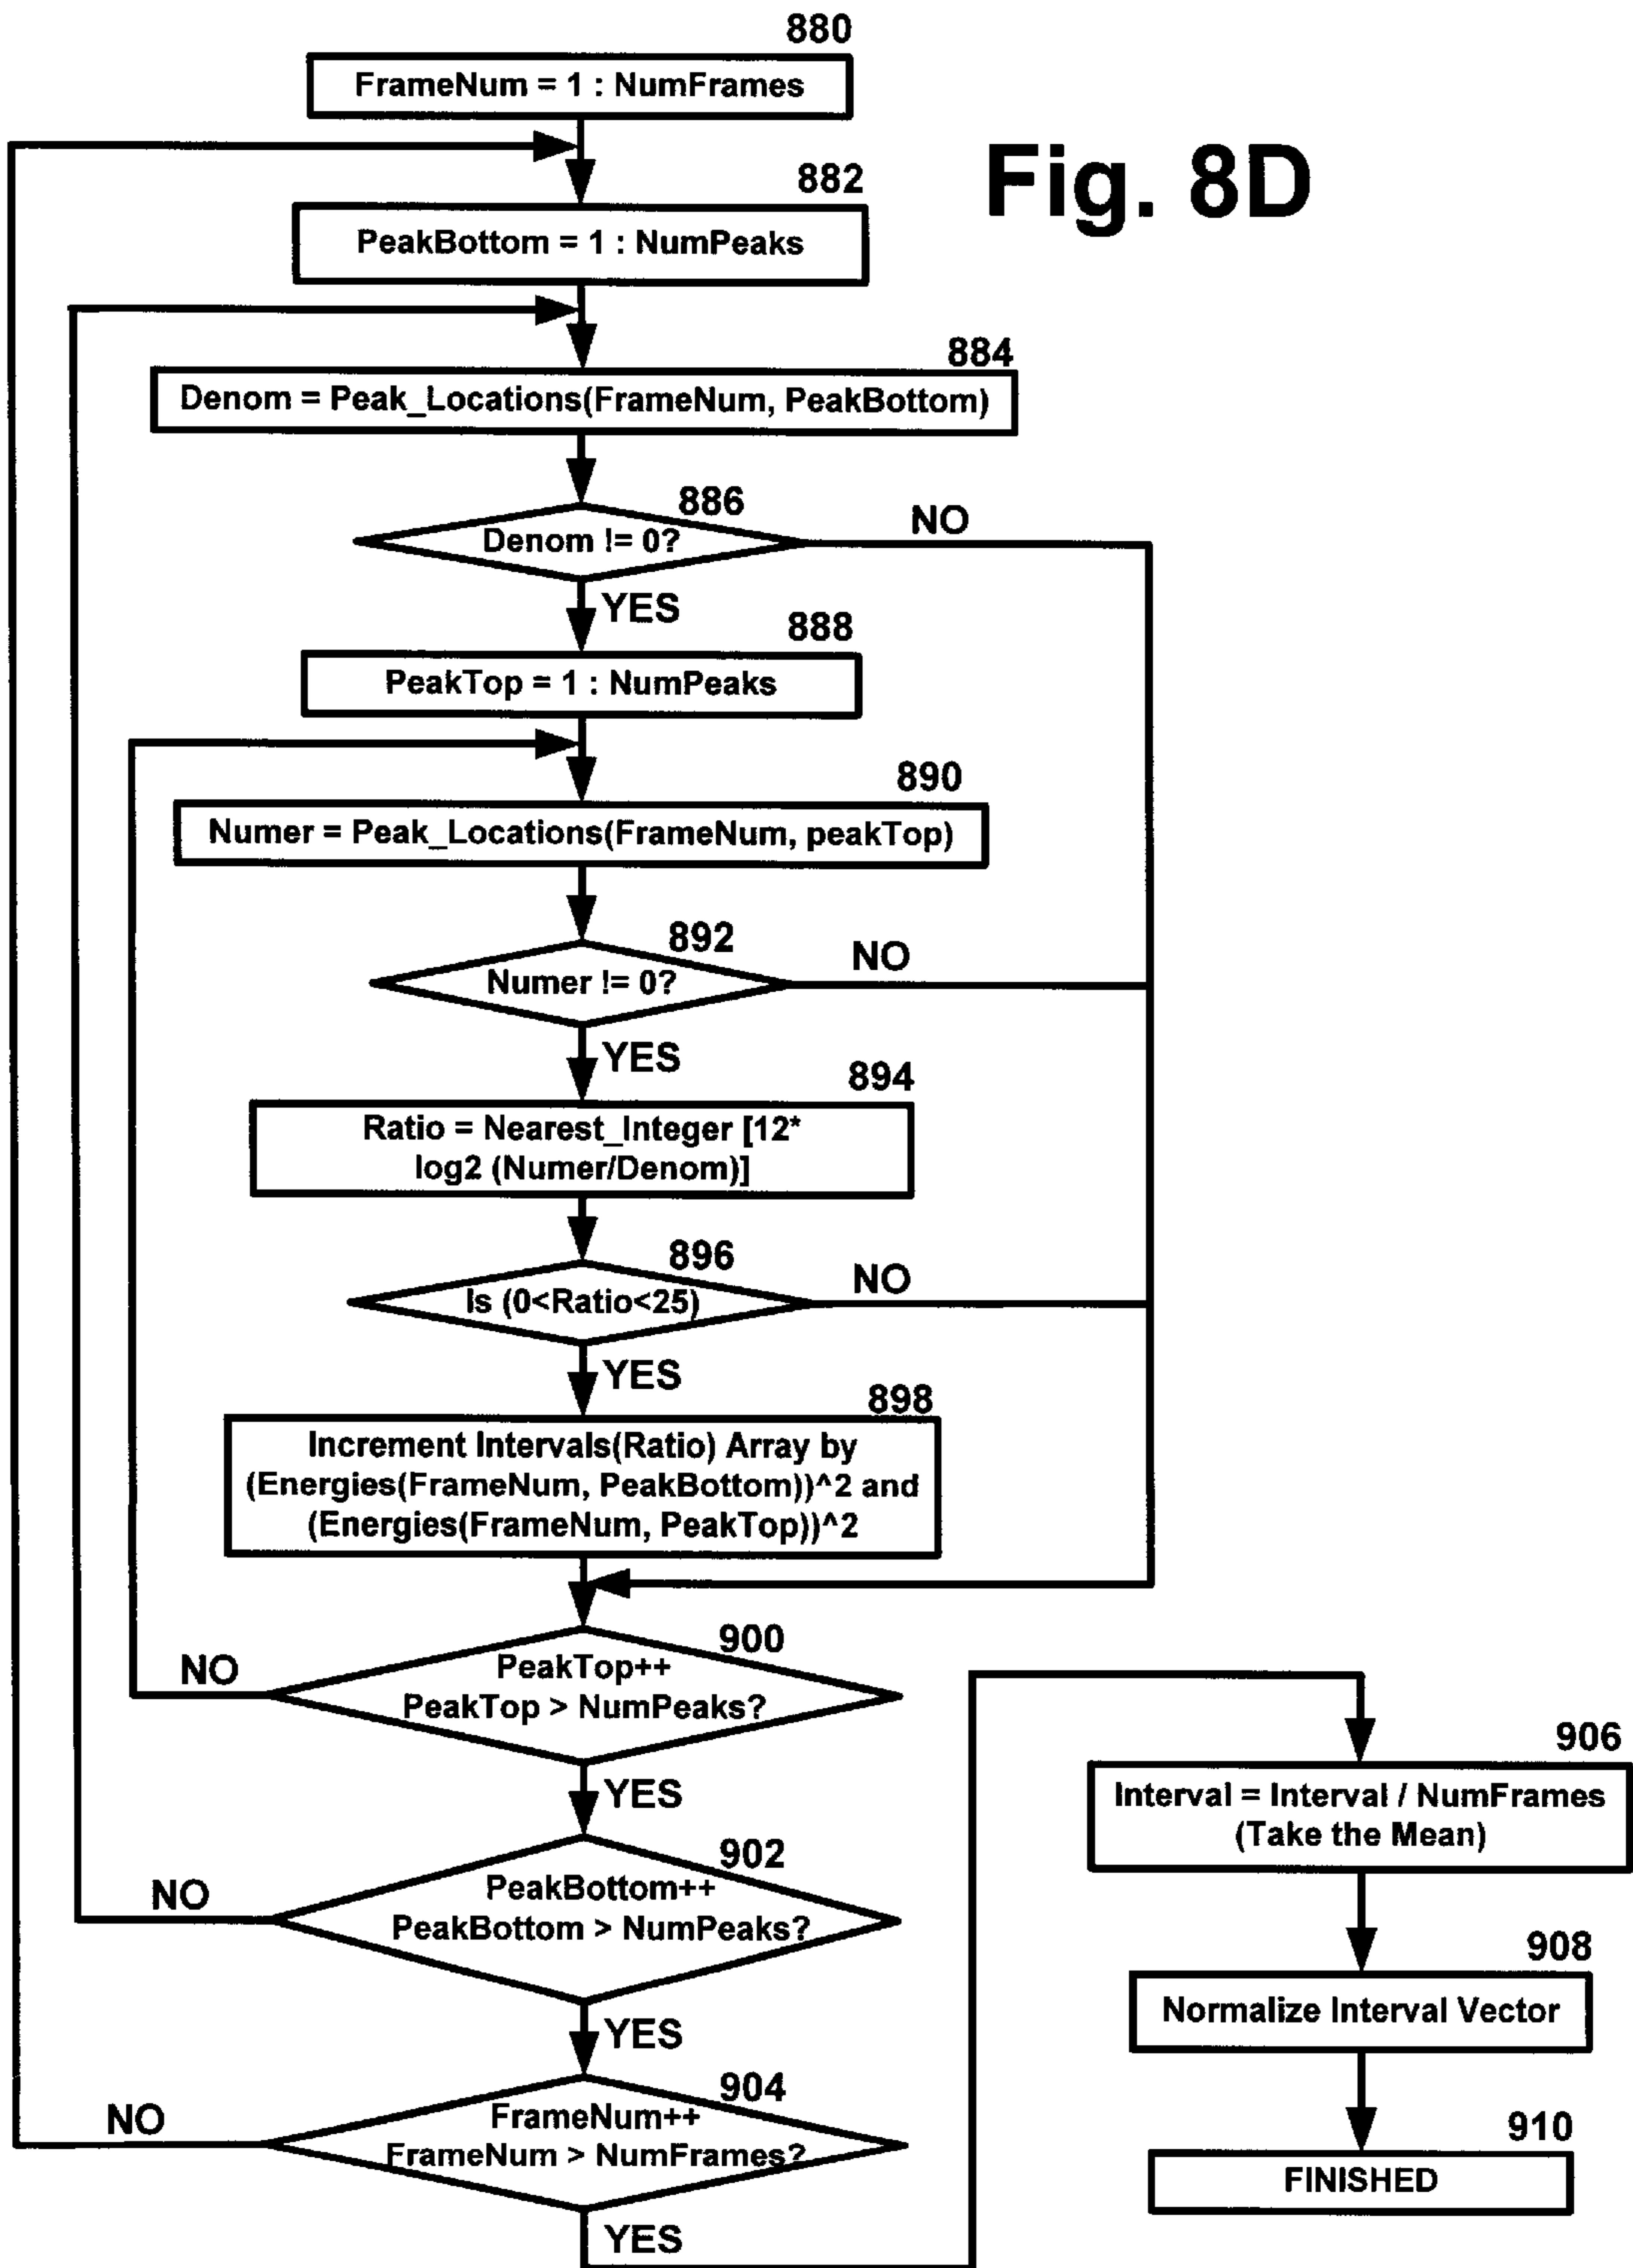 880
FrameNum = 1 : NumFrames
Fig. 8D
882
PeakBottom = 1 : NumPeaks
884
Denom = Peak_Locations(FrameNum, PeakBottom)
886
NO
Denom != 0?
YES
888
PeakTop = 1 : NumPeaks
890
Numer = Peak_Locations(FrameNum, peakTop)
892
NO
Numer != 0?
YES
894
Ratio = Nearest_Integer [12*
log2 (Numer/Denom)]
896
NO
Is (0<Ratio<25)
YES
898
Increment Intervals(Ratio) Array by
(Energies(FrameNum, PeakBottom))^2 and
(Energies(FrameNum, PeakTop))^2
900
NO
PeakTop++
PeakTop > NumPeaks?
YES
902
NO
PeakBottom++
PeakBottom > NumPeaks?
YES
904
NO
FrameNum++
FrameNum > NumFrames?
YES
906
Interval = Interval / NumFrames
(Take the Mean)
908
Normalize Interval Vector
910
FINISHED